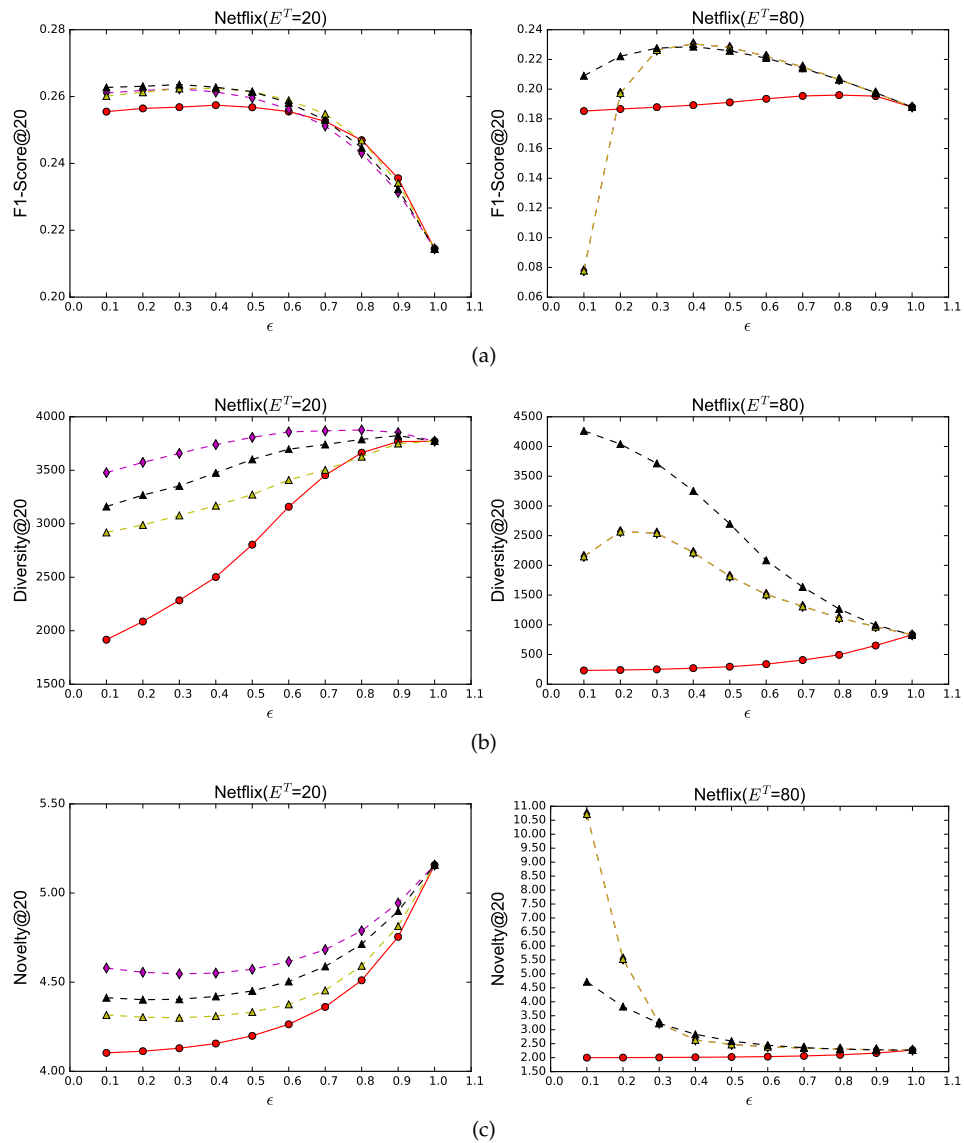 Netflix(E^T=20)
0.28
0.26
0.24
0.22
0.20
F1-Score@20
0.0 0.1 0.2 0.3 0.4 0.5 0.6 0.7 0.8 0.9 1.0 1.1
ϵ
Netflix(E^T=80)
0.24
0.22
0.20
0.18
0.16
0.14
0.12
0.10
0.08
0.06
F1-Score@20
0.0 0.1 0.2 0.3 0.4 0.5 0.6 0.7 0.8 0.9 1.0 1.1
ϵ
(a)
Netflix(E^T=20)
4000
3500
3000
2500
2000
1500
Diversity@20
0.0 0.1 0.2 0.3 0.4 0.5 0.6 0.7 0.8 0.9 1.0 1.1
ϵ
Netflix(E^T=80)
4500
4000
3500
3000
2500
2000
1500
1000
500
0
Diversity@20
0.0 0.1 0.2 0.3 0.4 0.5 0.6 0.7 0.8 0.9 1.0 1.1
ϵ
(b)
Netflix(E^T=20)
5.50
5.00
4.50
4.00
Novelty@20
0.0 0.1 0.2 0.3 0.4 0.5 0.6 0.7 0.8 0.9 1.0 1.1
ϵ
Netflix(E^T=80)
11.00
10.50
10.00
9.50
9.00
8.50
8.00
7.50
7.00
6.50
6.00
5.50
5.00
4.50
4.00
3.50
3.00
2.50
2.00
1.50
Novelty@20
0.0 0.1 0.2 0.3 0.4 0.5 0.6 0.7 0.8 0.9 1.0 1.1
ϵ
(c)